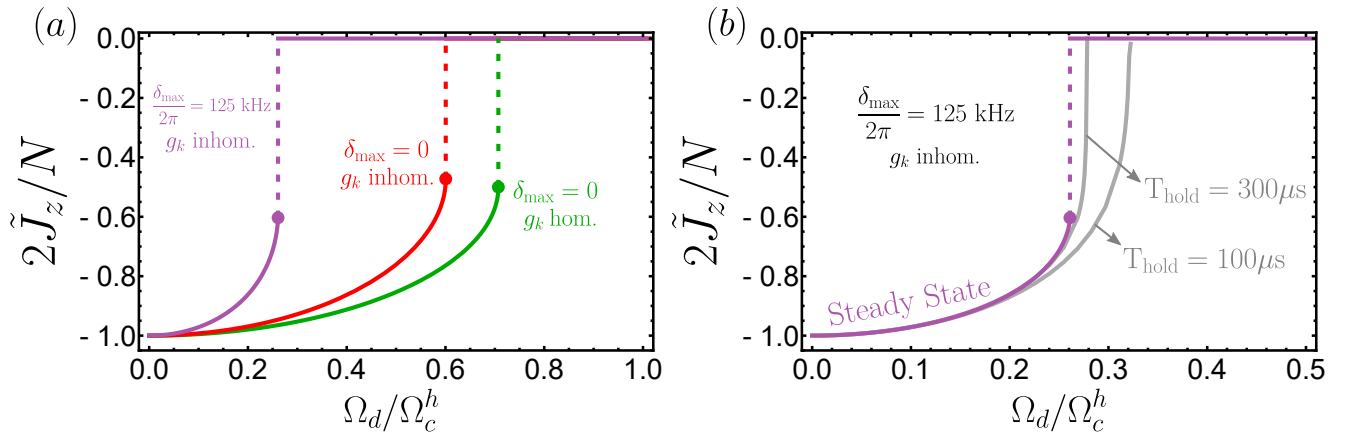 (a)
2J̃_z/N
0.0
- 0.2
- 0.4
- 0.6
- 0.8
- 1.0
δ_max/2π = 125 kHz
g_k inhom.
δ_max = 0
g_k inhom.
δ_max = 0
g_k hom.
0.0 0.2 0.4 0.6 0.8 1.0
Ω_d/Ω_c^h
(b)
2J̃_z/N
0.0
- 0.2
- 0.4
- 0.6
- 0.8
- 1.0
δ_max/2π = 125 kHz
g_k inhom.
T_hold = 300μs
T_hold = 100μs
Steady State
0.0 0.1 0.2 0.3 0.4 0.5
Ω_d/Ω_c^h